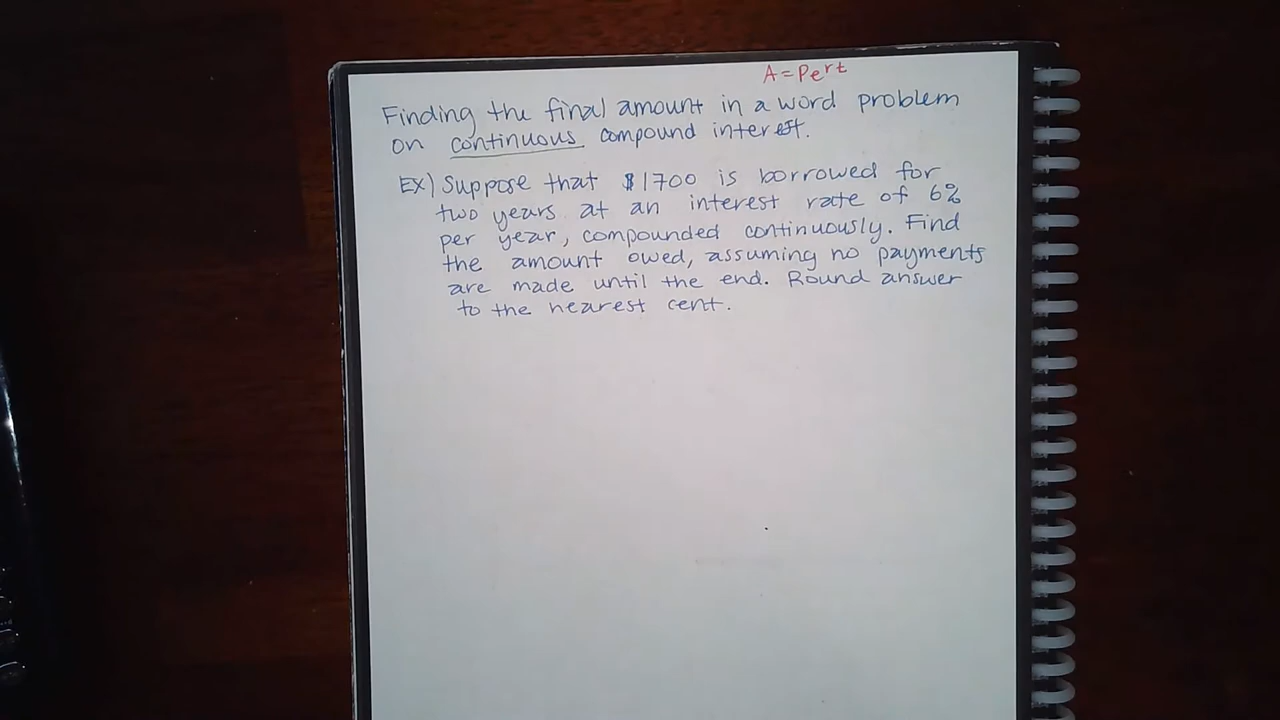 A=Pe^rt
Finding the final amount in a word problem
on continuous compound interest.
EX) Suppose that $1700 is borrowed for
two years at an interest rate of 6%
per year, compounded continuously. Find
the amount owed, assuming no payments
are made until the end. Round answer
to the nearest cent.